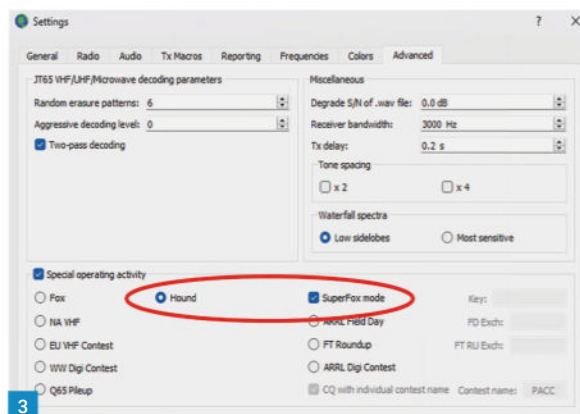 Settings
?
General Radio Audio Tx Macros Reporting Frequencies Colors Advanced
JT65 VHF/UHF/Microwave decoding parameters
Random erasure patterns: 6
Aggressive decoding level: 0
Two-pass decoding
Miscellaneous
Degrade S/N of .wav file: 0.0 dB
Receiver bandwidth: 3000 Hz
Tx delay: 0.2 s
Tone spacing
x 2 x 4
Waterfall spectra
Low sidelobes Most sensitive
Special operating activity
Fox Hound SuperFox mode Key:
NA VHF ARRL Field Day FD Exch:
EU VHF Contest FT Roundup FT RU Exch:
WW Digi Contest ARRL Digi Contest
Q65 Pileup CQ with individual contest name Contest name: PACC
3